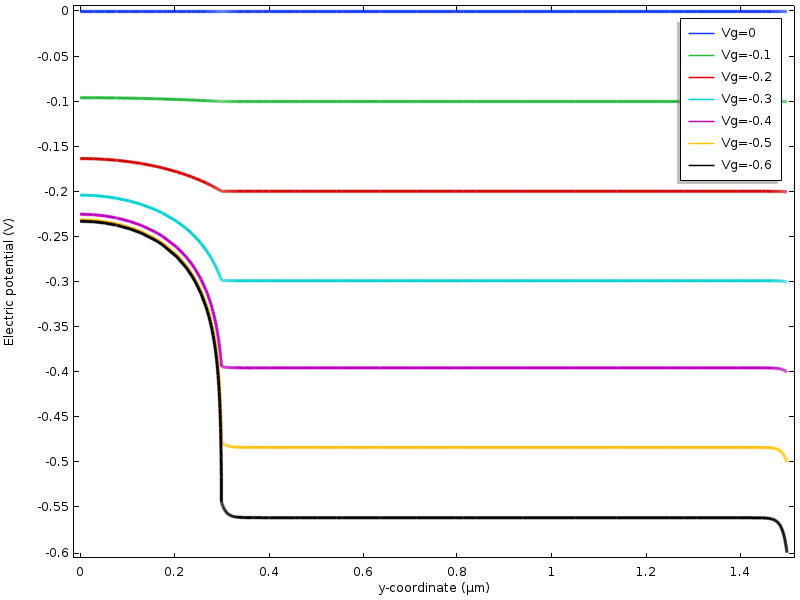 0
-0.05
-0.1
-0.15
-0.2
-0.25
-0.3
-0.35
-0.4
-0.45
-0.5
-0.55
-0.6
Electric potential (V)
Vg=0
Vg=-0.1
Vg=-0.2
Vg=-0.3
Vg=-0.4
Vg=-0.5
Vg=-0.6
0 0.2 0.4 0.6 0.8 1 1.2 1.4
y-coordinate (µm)